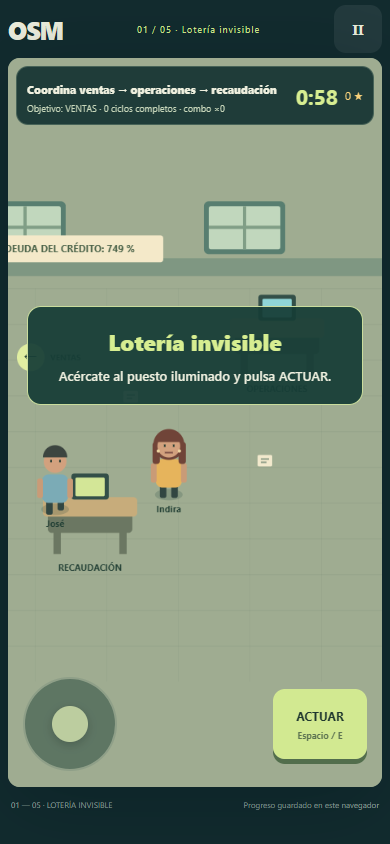 OSM
01 / 05 · Lotería invisible
II
Coordina ventas → operaciones → recaudación
Objetivo: VENTAS · 0 ciclos completos · combo ×0
0:58
0 ★
DEUDA DEL CRÉDITO: 749 %
Lotería invisible
Acércate al puesto iluminado y pulsa ACTUAR.
Indira
José
RECAUDACIÓN
ACTUAR
Espacio / E
01 — 05 · LOTERÍA INVISIBLE
Progreso guardado en este navegador